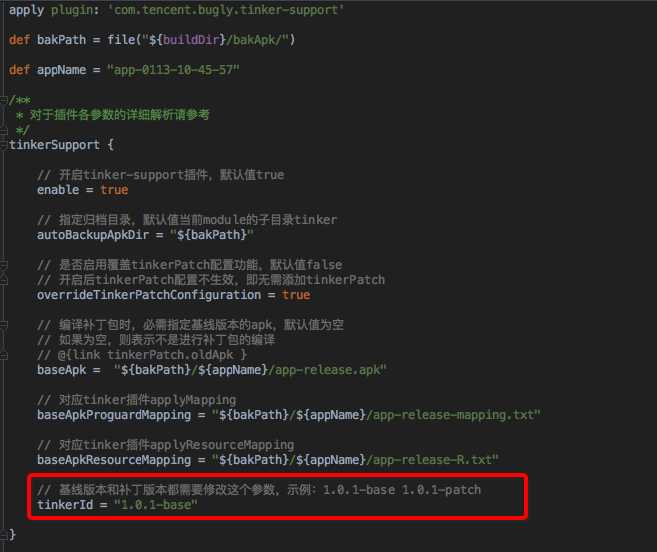 apply plugin: 'com.tencent.bugly.tinker-support'
def bakPath = file("${buildDir}/bakApk/")
def appName = "app-0113-10-45-57"
/**
* 对于插件各参数的详细解析请参考
*/
tinkerSupport {
// 开启tinker-support插件，默认值true
enable = true
// 指定归档目录，默认值当前module的子目录tinker
autoBackupApkDir = "${bakPath}"
// 是否启用覆盖tinkerPatch配置功能，默认值false
// 开启后tinkerPatch配置不生效，即无需添加tinkerPatch
overrideTinkerPatchConfiguration = true
// 编译补丁包时，必需指定基线版本的apk，默认值为空
// 如果为空，则表示不是进行补丁包的编译
// @{link tinkerPatch.oldApk }
baseApk =  "${bakPath}/${appName}/app-release.apk"
// 对应tinker插件applyMapping
baseApkProguardMapping = "${bakPath}/${appName}/app-release-mapping.txt"
// 对应tinker插件applyResourceMapping
baseApkResourceMapping = "${bakPath}/${appName}/app-release-R.txt"
// 基线版本和补丁版本都需要修改这个参数，示例：1.0.1-base 1.0.1-patch
tinkerId = "1.0.1-base"
}